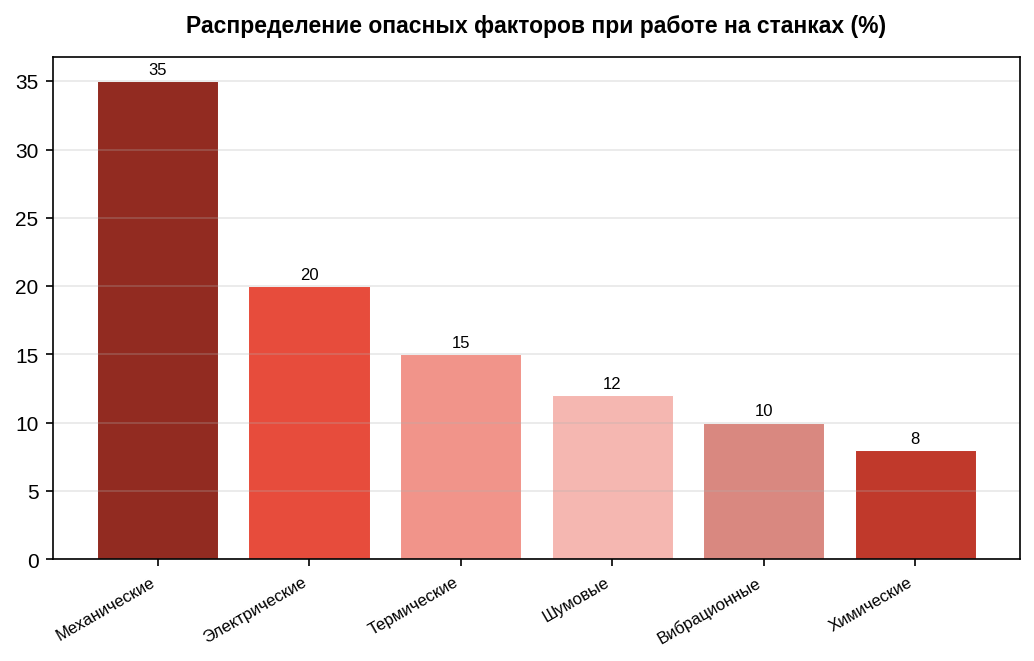 Распределение опасных факторов при работе на станках (%)
35
30
25
20
15
10
5
0
35
20
15
12
10
8
Механические
Электрические
Термические
Шумовые
Вибрационные
Химические